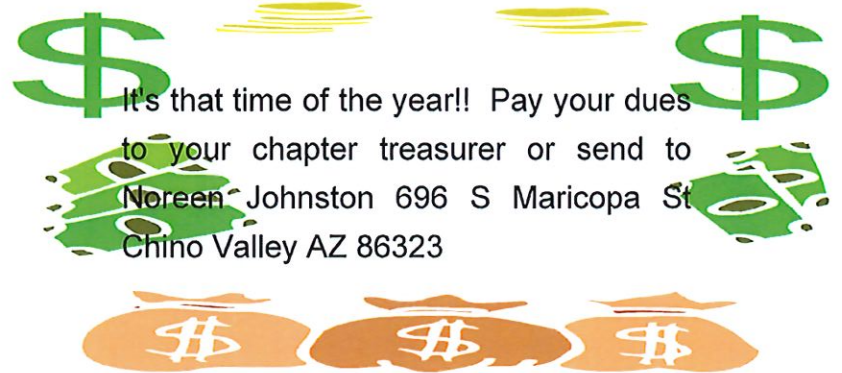 It's that time of the year!! Pay your dues
to your chapter treasurer or send to
Noreen Johnston 696 S Maricopa St
Chino Valley AZ 86323